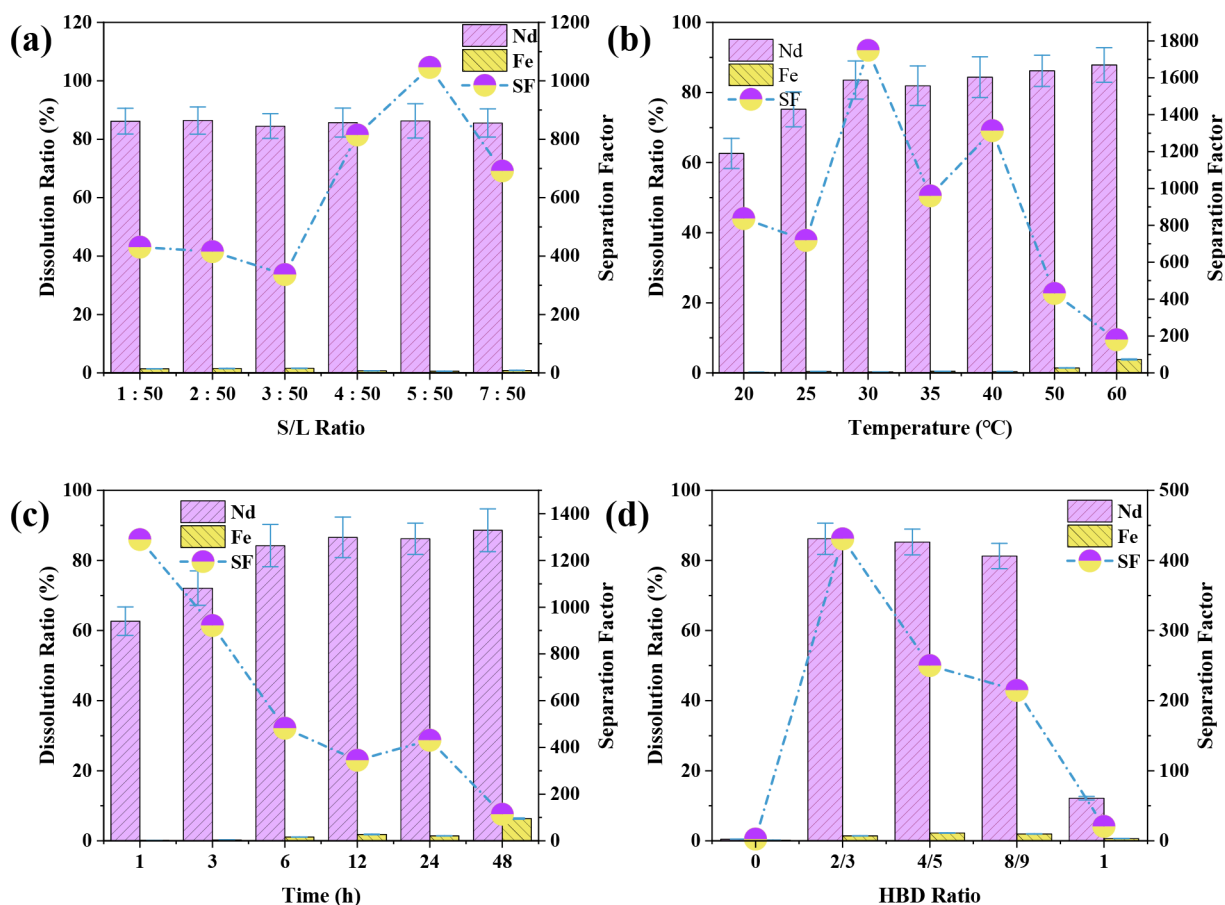 (a)
Dissolution Ratio (%)
120
100
80
60
40
20
0
1 : 50 2 : 50 3 : 50 4 : 50 5 : 50 7 : 50
S/L Ratio
Nd
Fe
SF
1200
1000
800
600
400
200
0
Separation Factor
(b)
Dissolution Ratio (%)
100
80
60
40
20
0
20 25 30 35 40 50 60
Temperature (°C)
Nd
Fe
SF
1800
1600
1400
1200
1000
800
600
400
200
0
Separation Factor
(c)
Dissolution Ratio (%)
100
80
60
40
20
0
1 3 6 12 24 48
Time (h)
Nd
Fe
SF
1400
1200
1000
800
600
400
200
0
Separation Factor
(d)
Dissolution Ratio (%)
100
80
60
40
20
0
0 2/3 4/5 8/9 1
HBD Ratio
Nd
Fe
SF
500
400
300
200
100
0
Separation Factor